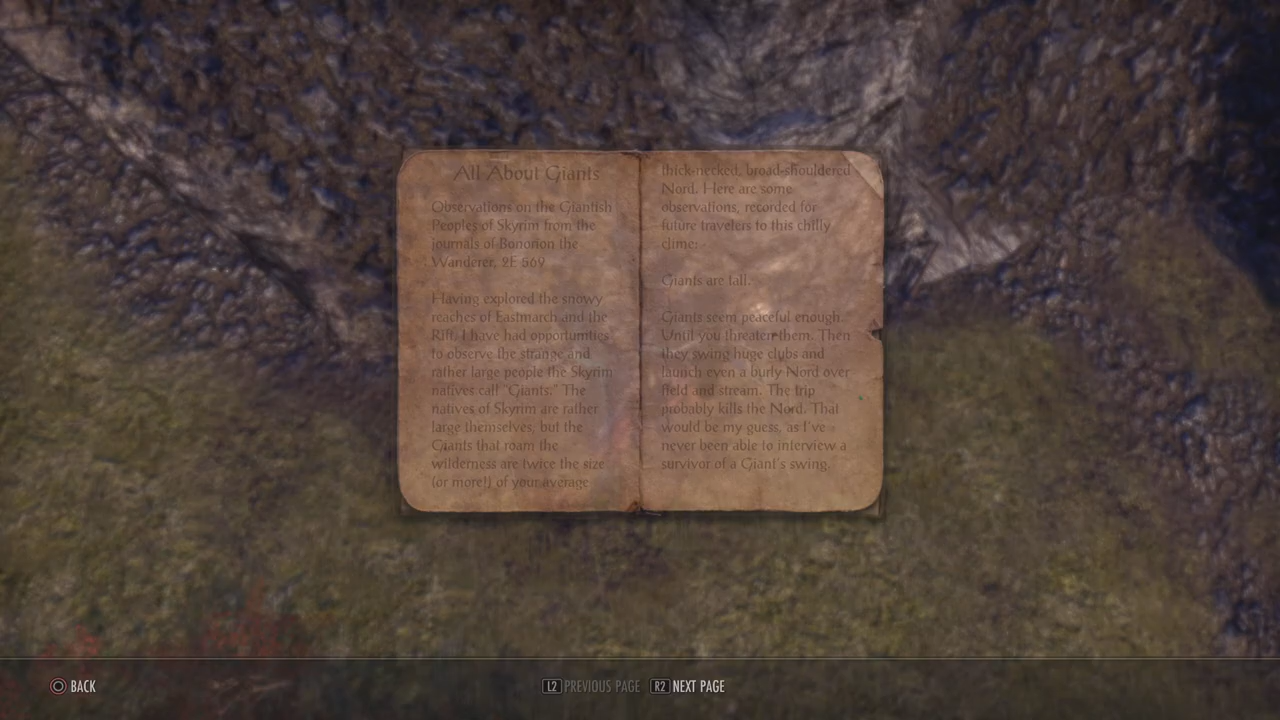 All About Giants
Observations on the Giantish
Peoples of Skyrim from the
journals of Bonorion the
Wanderer, 2E 569
Having explored the snowy
reaches of Eastmarch and the
Rift, I have had opportunities
to observe the strange and
rather large people the Skyrim
natives call "Giants." The
natives of Skyrim are rather
large themselves, but the
Giants that roam the
wilderness are twice the size
(or more!) of your average
thick-necked, broad-shouldered
Nord. Here are some
observations, recorded for
future travelers to this chilly
clime:
Giants are tall.
Giants seem peaceful enough.
Until you threaten them. Then
they swing huge clubs and
launch even a burly Nord over
field and stream. The trip
probably kills the Nord. That
would be my guess, as I've
never been able to interview a
survivor of a Giant's swing.
BACK
L2 PREVIOUS PAGE R2 NEXT PAGE